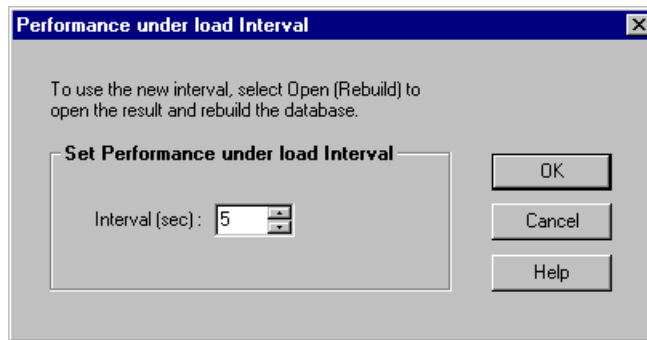 Performance under load Interval
To use the new interval, select Open (Rebuild) to
open the result and rebuild the database.
Set Performance under load Interval
Interval (sec) : 5
OK
Cancel
Help